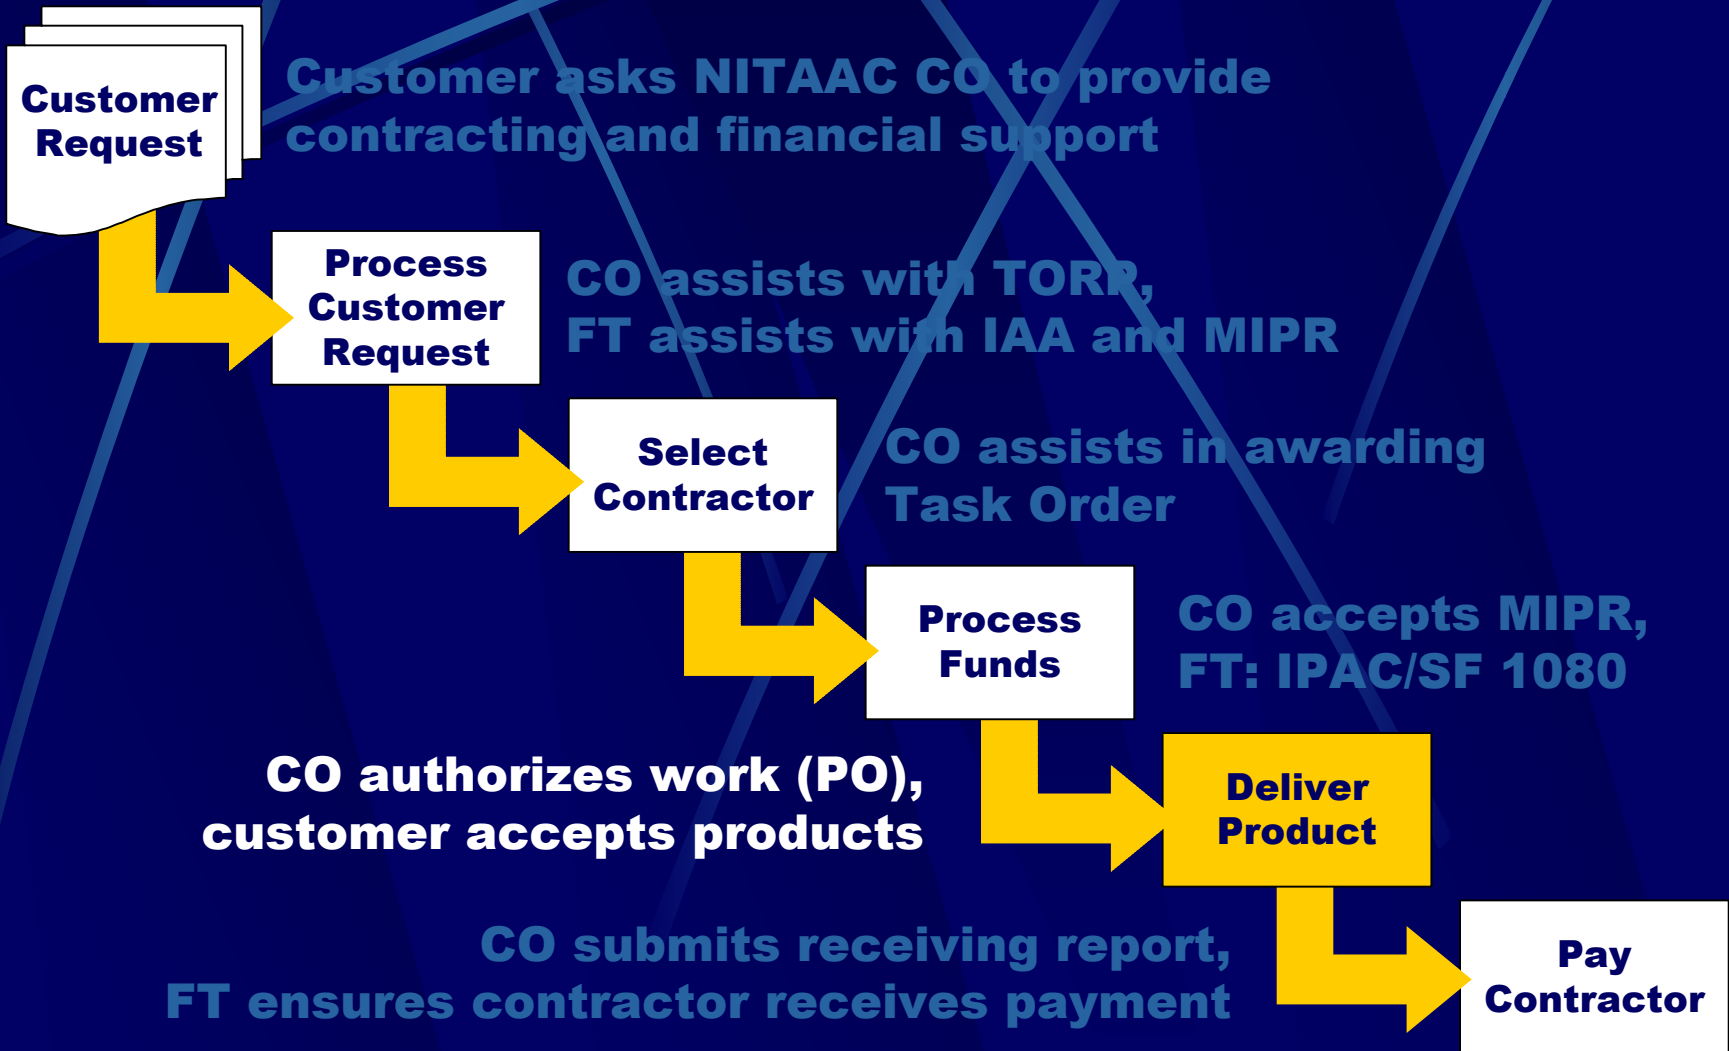 Customer
Request
Customer asks NITAAC CO to provide
contracting and financial support
Process
Customer
Request
CO assists with TORP,
FT assists with IAA and MIPR
Select
Contractor
CO assists in awarding
Task Order
Process
Funds
CO accepts MIPR,
FT: IPAC/SF 1080
CO authorizes work (PO),
customer accepts products
Deliver
Product
CO submits receiving report,
FT ensures contractor receives payment
Pay
Contractor